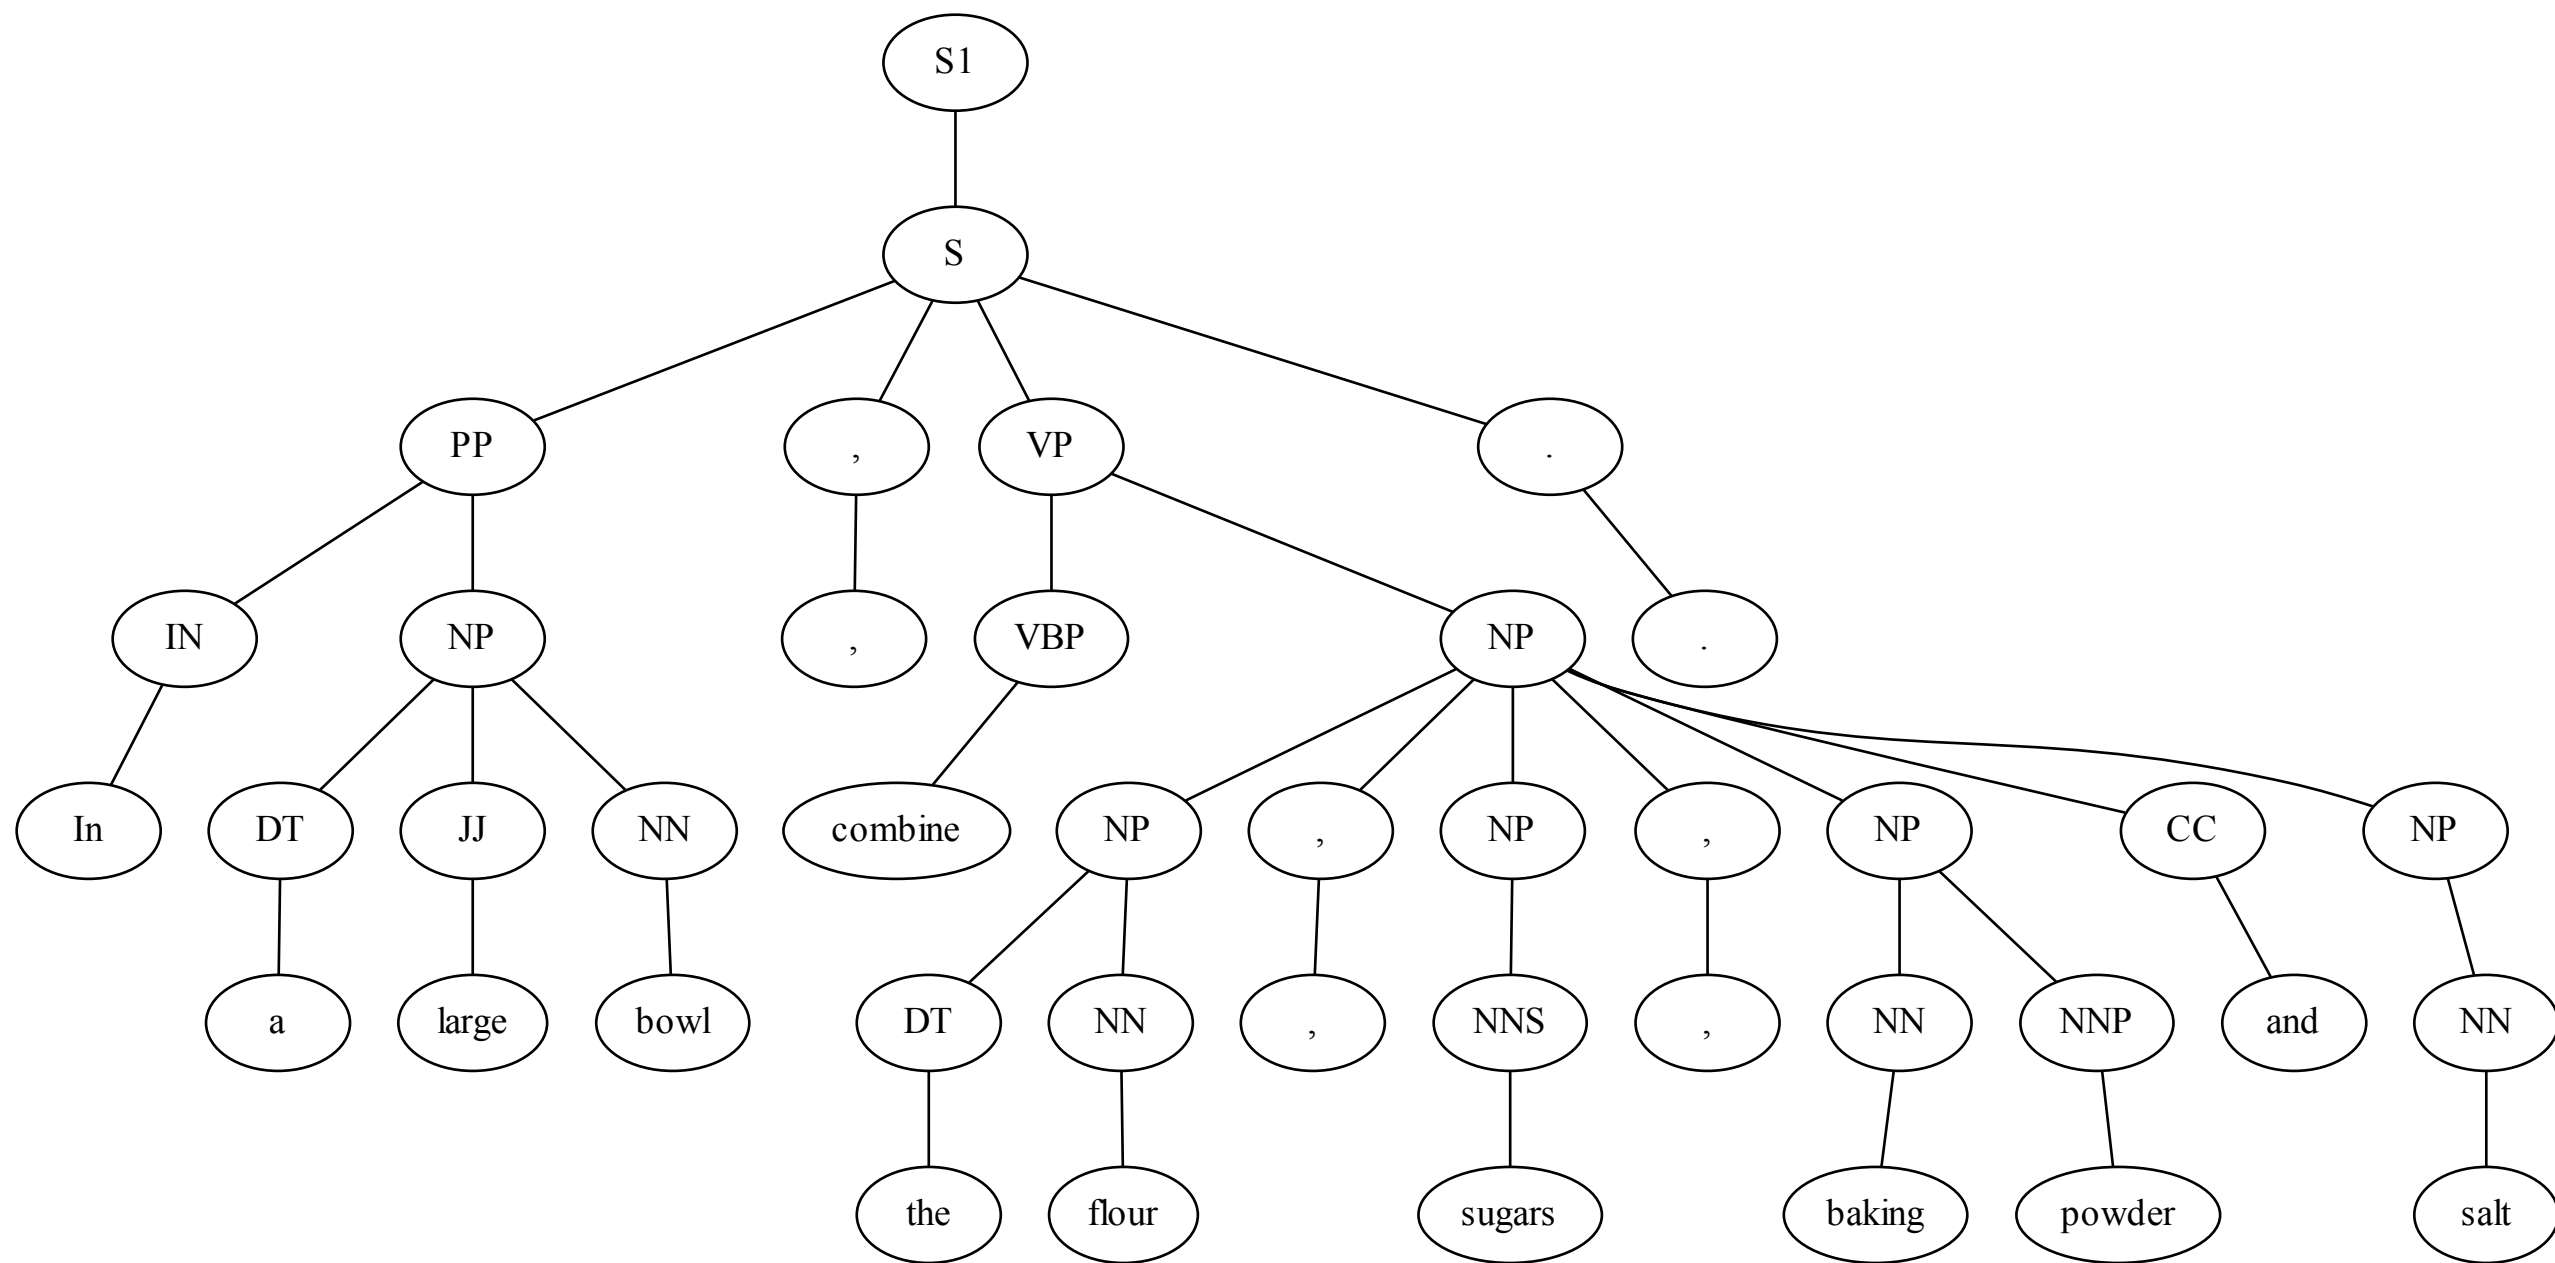 S1
S
PP , VP .
IN NP , VBP NP .
In DT JJ NN combine NP , NP , NP CC NP
a large bowl DT NN , NNS , NN NNP and NN
the flour sugars baking powder salt